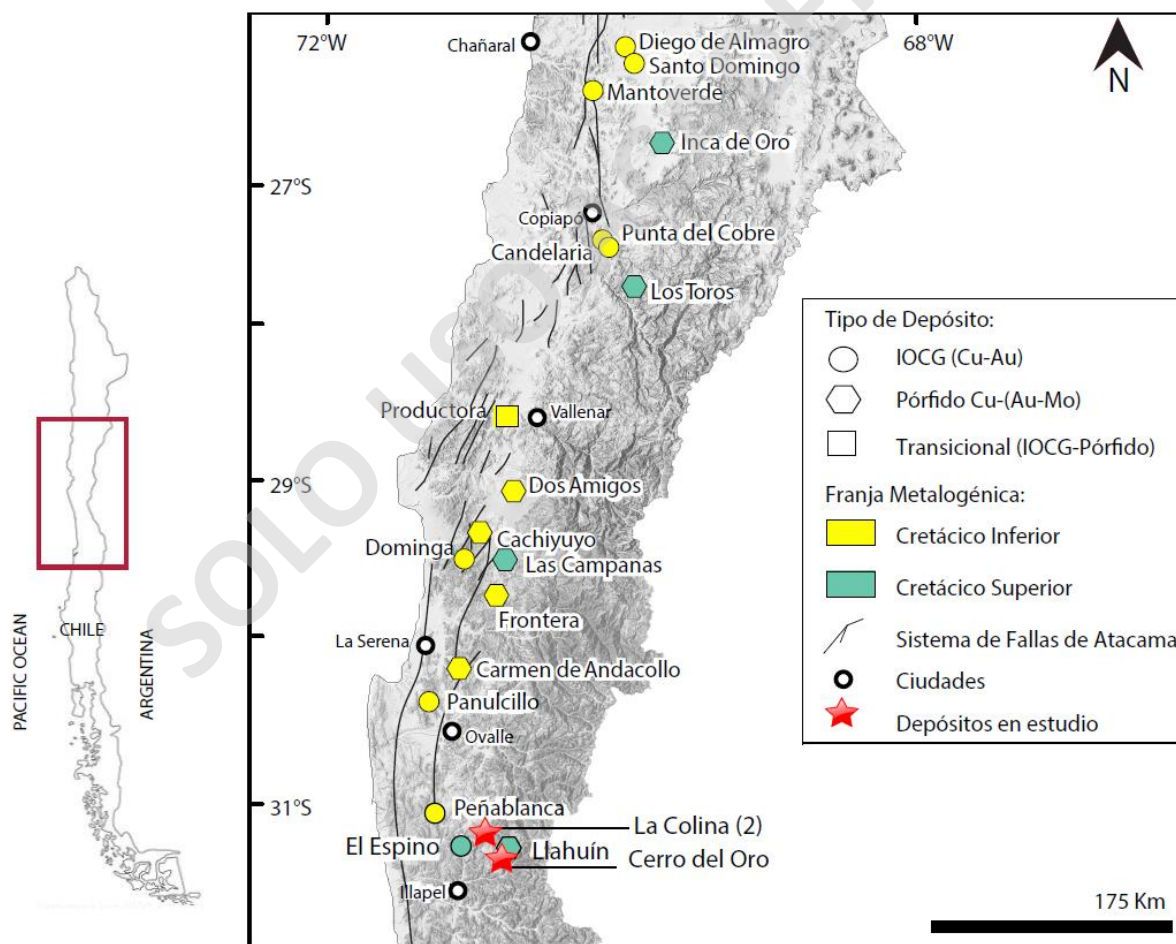 72°W
68°W
Chañaral
Diego de Almagro
Santo Domingo
Mantoverde
N
Inca de Oro
27°S
Copiapó
Punta del Cobre
Candelaria
Los Toros
Tipo de Depósito:
IOCG (Cu-Au)
Pórfido Cu-(Au-Mo)
Transicional (IOCG-Pórfido)
Franja Metalogénica:
Cretácico Inferior
Cretácico Superior
Sistema de Fallas de Atacama
Ciudades
Depósitos en estudio
Productora
Vallenar
29°S
Dos Amigos
Cachiyuyo
Dominga
Las Campanas
Frontera
La Serena
Carmen de Andacollo
Panulcillo
Ovalle
31°S
Peñablanca
La Colina (2)
El Espino
Llahuín
Cerro del Oro
Illapel
175 Km
PACIFIC OCEAN
CHILE
ARGENTINA
SOLO USO